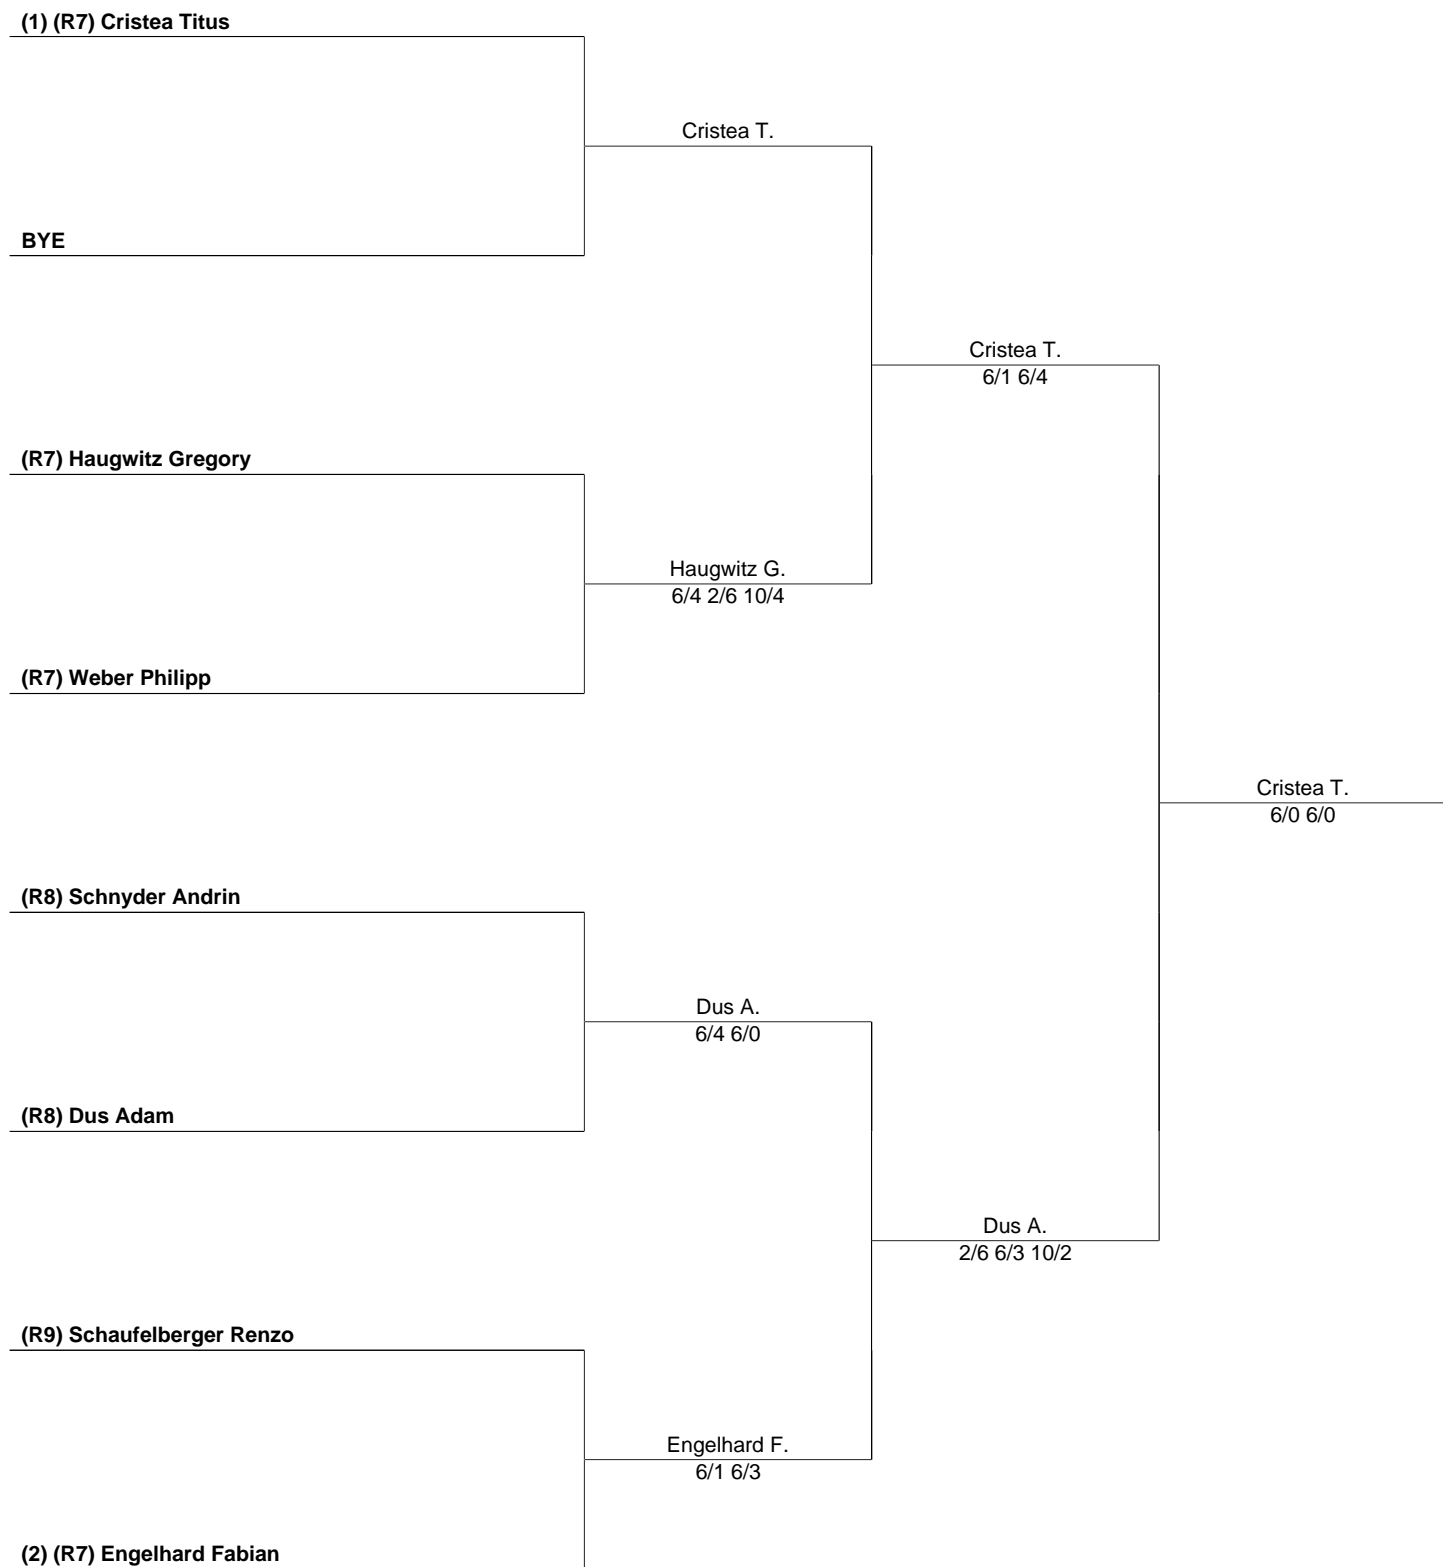 (1) (R7) Cristea Titus
Cristea T.
BYE
Cristea T.
6/1 6/4
(R7) Haugwitz Gregory
Haugwitz G.
6/4 2/6 10/4
(R7) Weber Philipp
Cristea T.
6/0 6/0
(R8) Schnyder Andrin
Dus A.
6/4 6/0
(R8) Dus Adam
Dus A.
2/6 6/3 10/2
(R9) Schaufelberger Renzo
Engelhard F.
6/1 6/3
(2) (R7) Engelhard Fabian